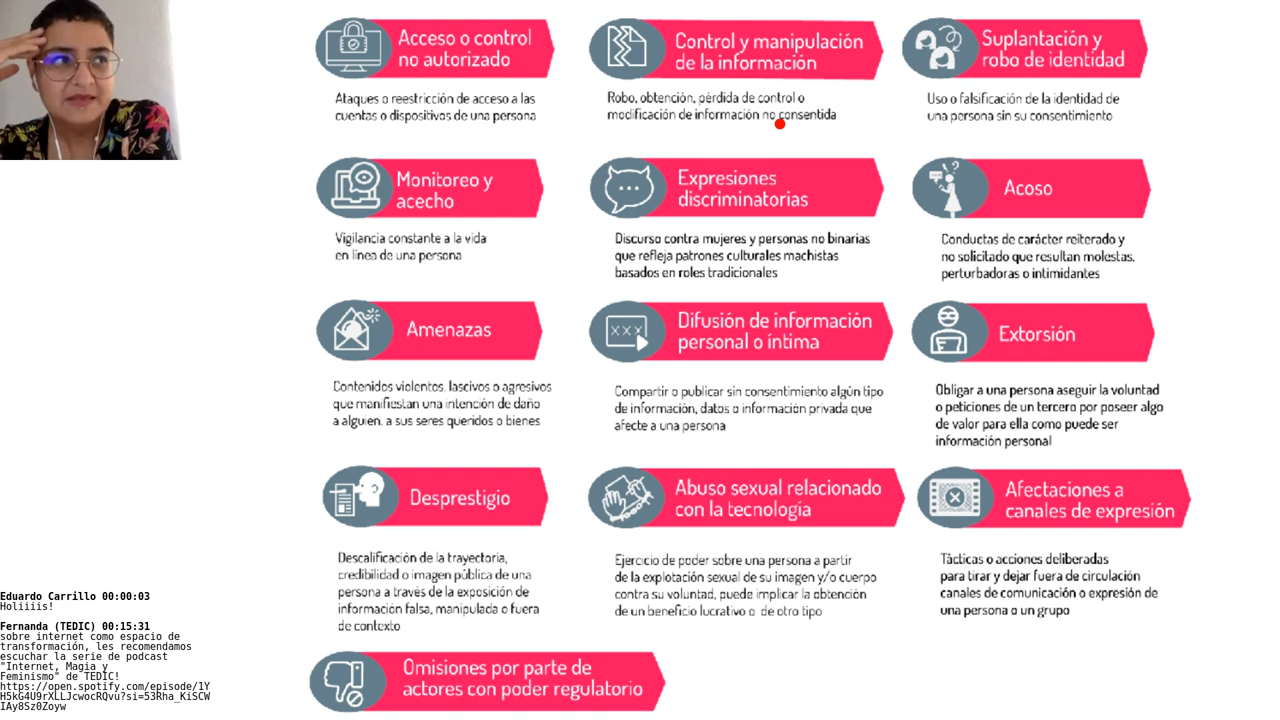 Acceso o control
no autorizado
Ataques o reestricción de acceso a las
cuentas o dispositivos de una persona
Control y manipulación
de la información
Robo, obtención, pérdida de control o
modificación de información no consentida
Suplantación y
robo de identidad
Uso o falsificación de la identidad de
una persona sin su consentimiento
Monitoreo y
acecho
Vigilancia constante a la vida
en línea de una persona
Expresiones
discriminatorias
Discurso contra mujeres y personas no binarias
que refleja patrones culturales machistas
basados en roles tradicionales
Acoso
Conductas de carácter reiterado y
no solicitado que resultan molestas,
perturbadoras o intimidantes
Amenazas
Contenidos violentos, lascivos o agresivos
que manifiestan una intención de daño
a alguien, a sus seres queridos o bienes
Difusión de información
personal o íntima
XXX
Compartir o publicar sin consentimiento algún tipo
de información, datos o información privada que
afecte a una persona
Extorsión
Obligar a una persona aseguir la voluntad
o peticiones de un tercero por poseer algo
de valor para ella como puede ser
información personal
Desprestigio
Descalificación de la trayectoria,
credibilidad o imagen pública de una
persona a través de la exposición de
información falsa, manipulada o fuera
de contexto
Abuso sexual relacionado
con la tecnología
Ejercicio de poder sobre una persona a partir
de la explotación sexual de su imagen y/o cuerpo
contra su voluntad, puede implicar la obtención
de un beneficio lucrativo o de otro tipo
Afectaciones a
canales de expresión
Tácticas o acciones deliberadas
para tirar y dejar fuera de circulación
canales de comunicación o expresión de
una persona o un grupo
Omisiones por parte de
actores con poder regulatorio
Eduardo Carrillo 00:00:03
Holiiiis!
Fernanda (TEDIC) 00:15:31
sobre internet como espacio de
transformación, les recomendamos
escuchar la serie de podcast
"Internet, Magia y
Feminismo" de TEDIC!
https://open.spotify.com/episode/1Y
H5kG4U9rXLLJcwocRQvu?si=53Rha_KiSCW
IAy8Sz0Zoyw